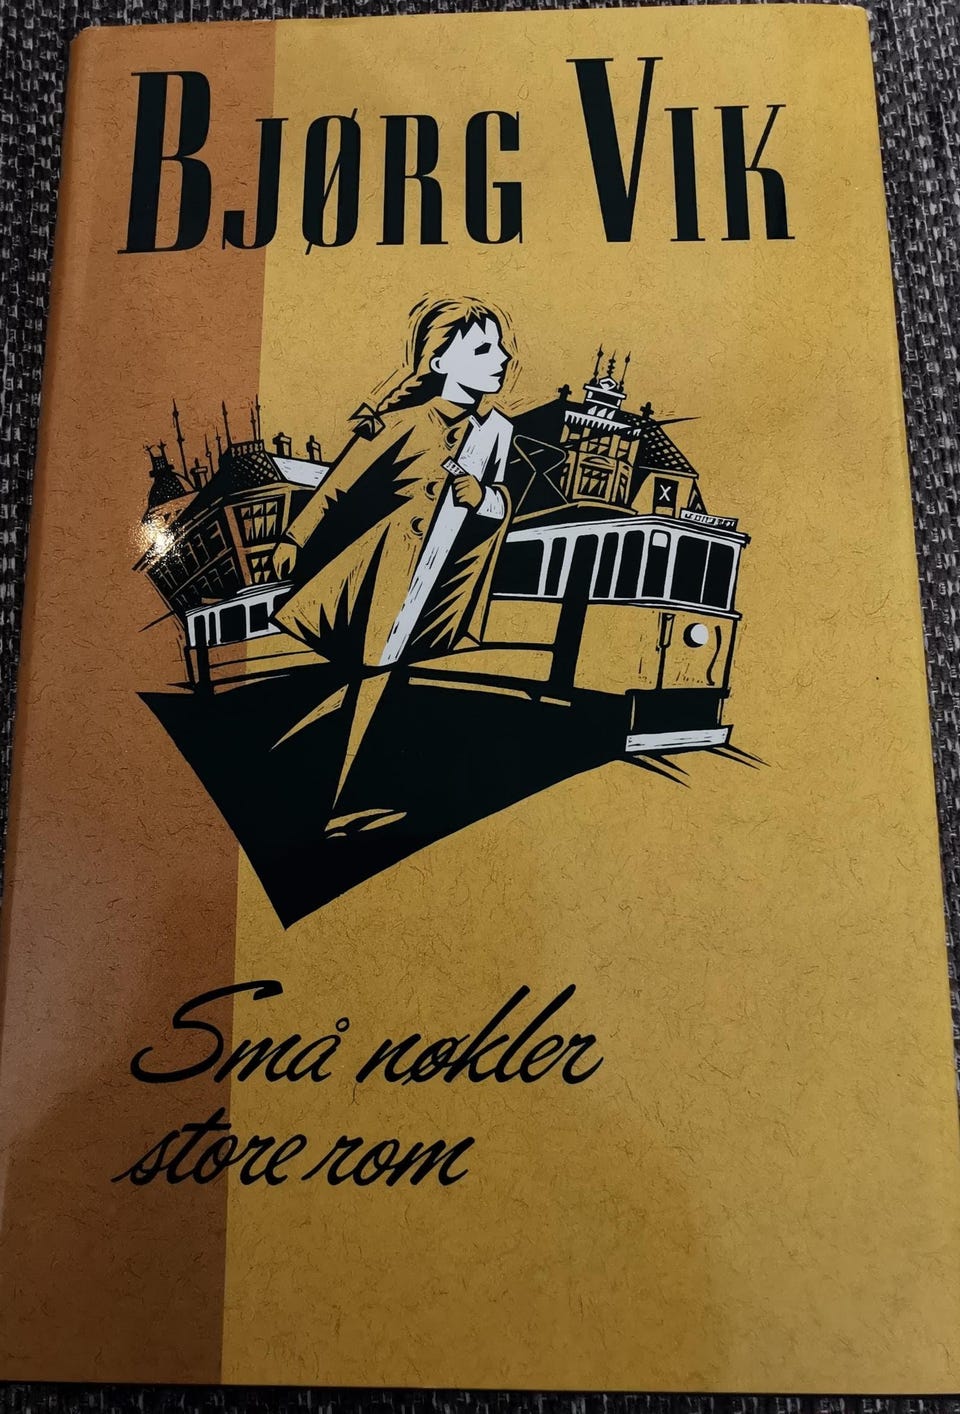 BJØRG VIK
X
Små nøkler
store rom